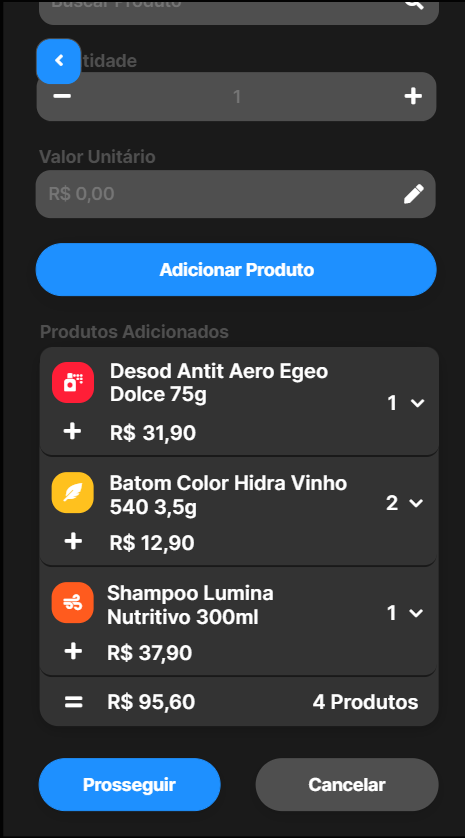 Buscar Produto
tidade
1
Valor Unitário
R$ 0,00
Adicionar Produto
Produtos Adicionados
Desod Antit Aero Egeo
Dolce 75g
1
+ R$ 31,90
Batom Color Hidra Vinho
540 3,5g
2
+ R$ 12,90
Shampoo Lumina
Nutritivo 300ml
1
+ R$ 37,90
= R$ 95,60 4 Produtos
Prosseguir Cancelar